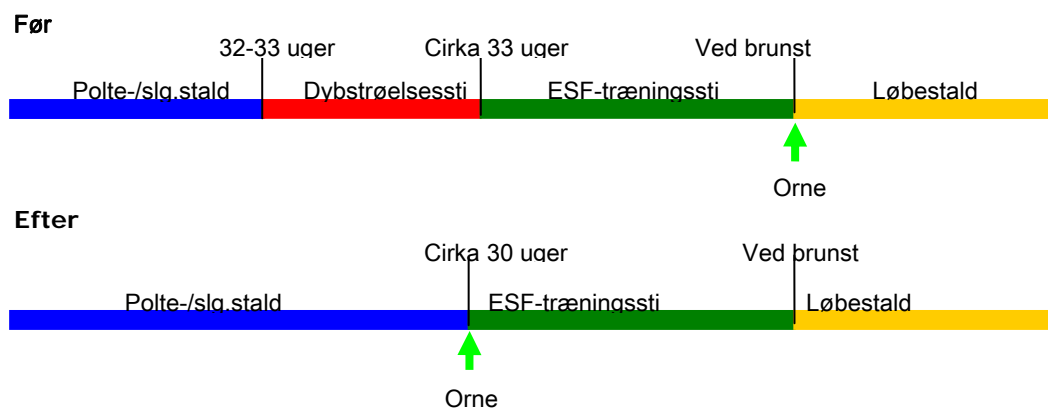 Før
32-33 uger Cirka 33 uger Ved brunst
Polte-/slg.stald Dybstrøelsessti ESF-træningssti Løbestald
Orne
Efter
Cirka 30 uger Ved brunst
Polte-/slg.stald ESF-træningssti Løbestald
Orne